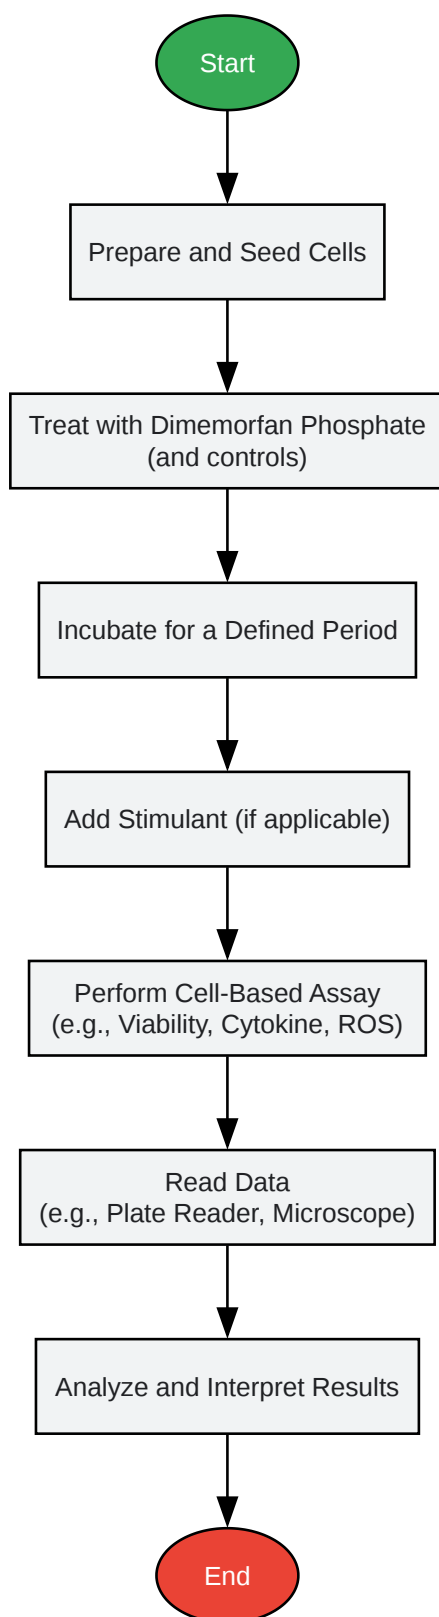 Start
Prepare and Seed Cells
Treat with Dimemorfan Phosphate
(and controls)
Incubate for a Defined Period
Add Stimulant (if applicable)
Perform Cell-Based Assay
(e.g., Viability, Cytokine, ROS)
Read Data
(e.g., Plate Reader, Microscope)
Analyze and Interpret Results
End